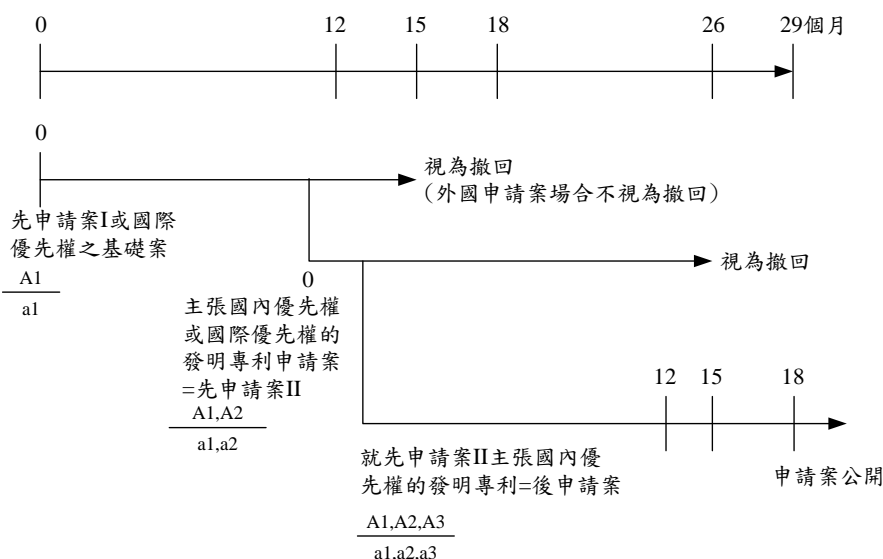 0
12
15
18
26
29個月
0
視為撤回
（外國申請案場合不視為撤回）
先申請案I或國際
優先權之基礎案
A1
a1
視為撤回
0
主張國內優先權
或國際優先權的
發明專利申請案
=先申請案II
A1,A2
a1,a2
12
15
18
就先申請案II主張國內優
先權的發明專利=後申請案
申請案公開
A1,A2,A3
a1,a2,a3